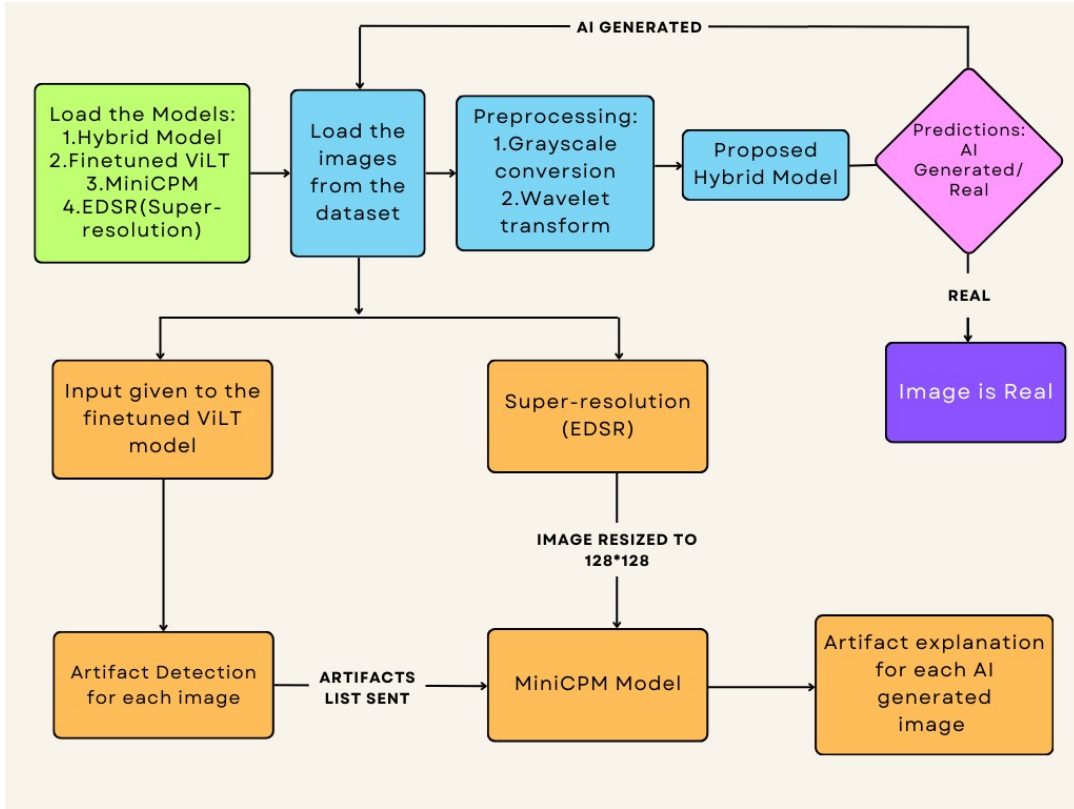 AI GENERATED
Load the Models:
1.Hybrid Model
2.Finetuned ViLT
3.MiniCPM
4.EDSR(Super-
resolution)
Load the
images
from the
dataset
Preprocessing:
1.Grayscale
conversion
2.Wavelet
transform
Proposed
Hybrid Model
Predictions:
AI
Generated/
Real
REAL
Image is Real
Input given to the
finetuned ViLT
model
Super-resolution
(EDSR)
IMAGE RESIZED TO
128*128
Artifact Detection
for each image
ARTIFACTS
LIST SENT
MiniCPM Model
Artifact explanation
for each AI
generated
image